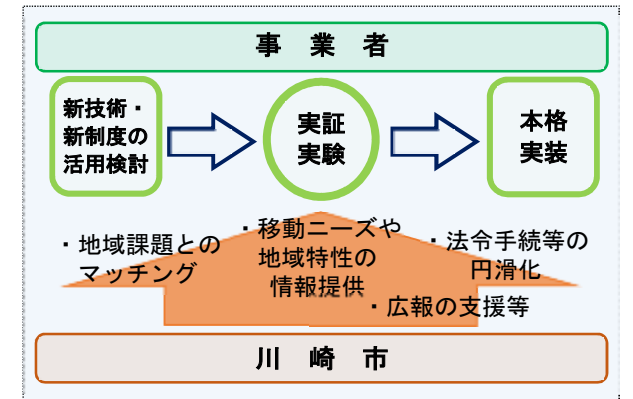 事業者
新技術・
新制度の
活用検討
実証
実験
本格
実装
・地域課題との
マッチング
・移動ニーズや
地域特性の
情報提供
・法令手続等の
円滑化
・広報の支援等
川崎市